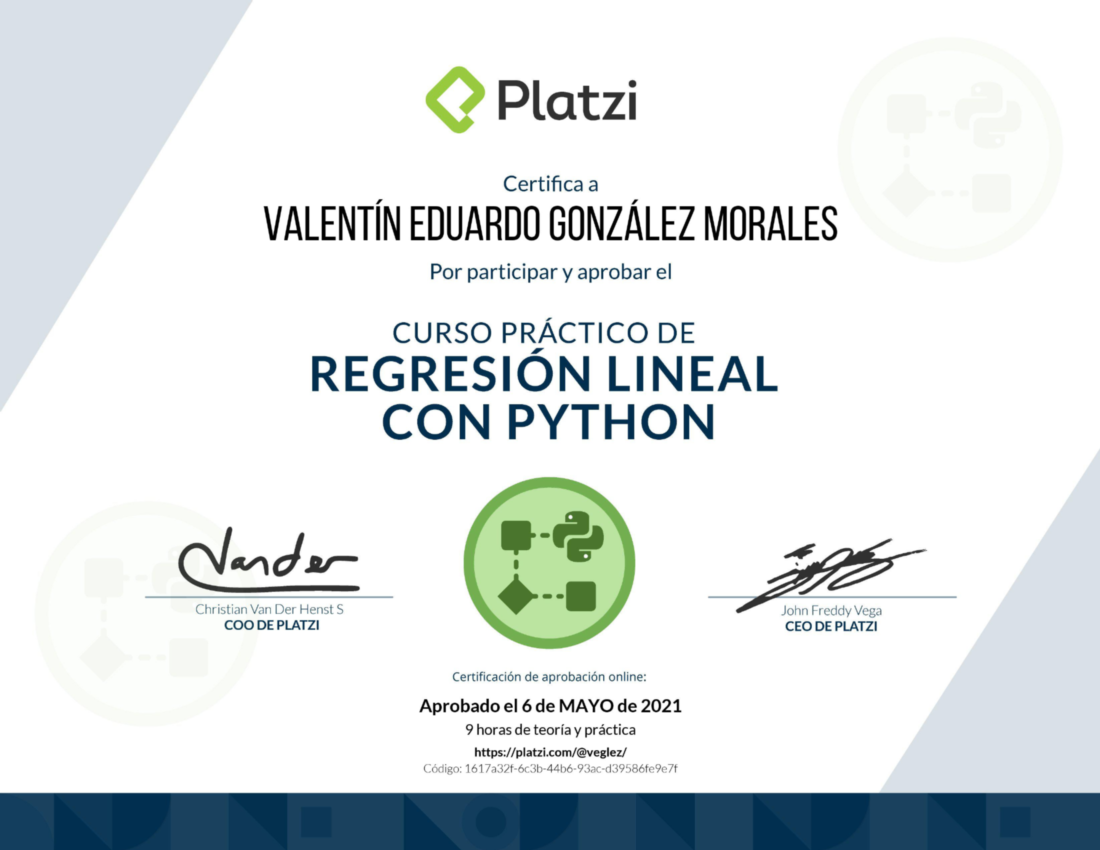 Platzi
Certifica a
VALENTÍN EDUARDO GONZÁLEZ MORALES
Por participar y aprobar el
CURSO PRÁCTICO DE
REGRESIÓN LINEAL
CON PYTHON
Vander
Christian Van Der Henst S
COO DE PLATZI
John Freddy Vega
CEO DE PLATZI
Certificación de aprobación online:
Aprobado el 6 de MAYO de 2021
9 horas de teoría y práctica
https://platzi.com/@veglez/
Código: 1617a32f-6c3b-44b6-93ac-d39586fe9e7f